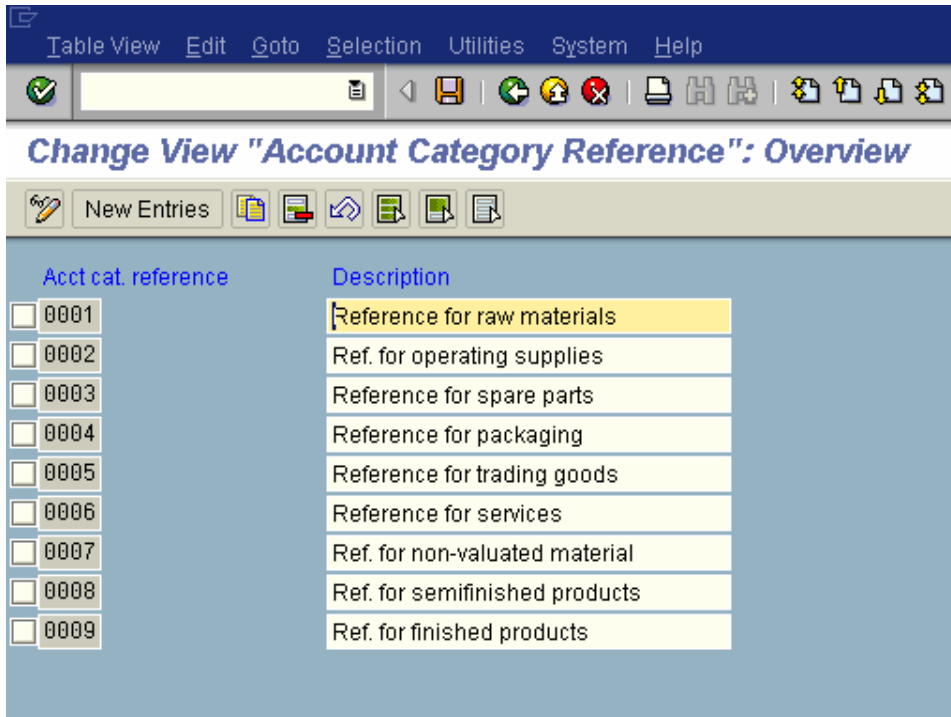 Table View Edit Goto Selection Utilities System Help
Change View "Account Category Reference": Overview
New Entries
Acct cat. reference Description
0001 Reference for raw materials
0002 Ref. for operating supplies
0003 Reference for spare parts
0004 Reference for packaging
0005 Reference for trading goods
0006 Reference for services
0007 Ref. for non-valuated material
0008 Ref. for semifinished products
0009 Ref. for finished products